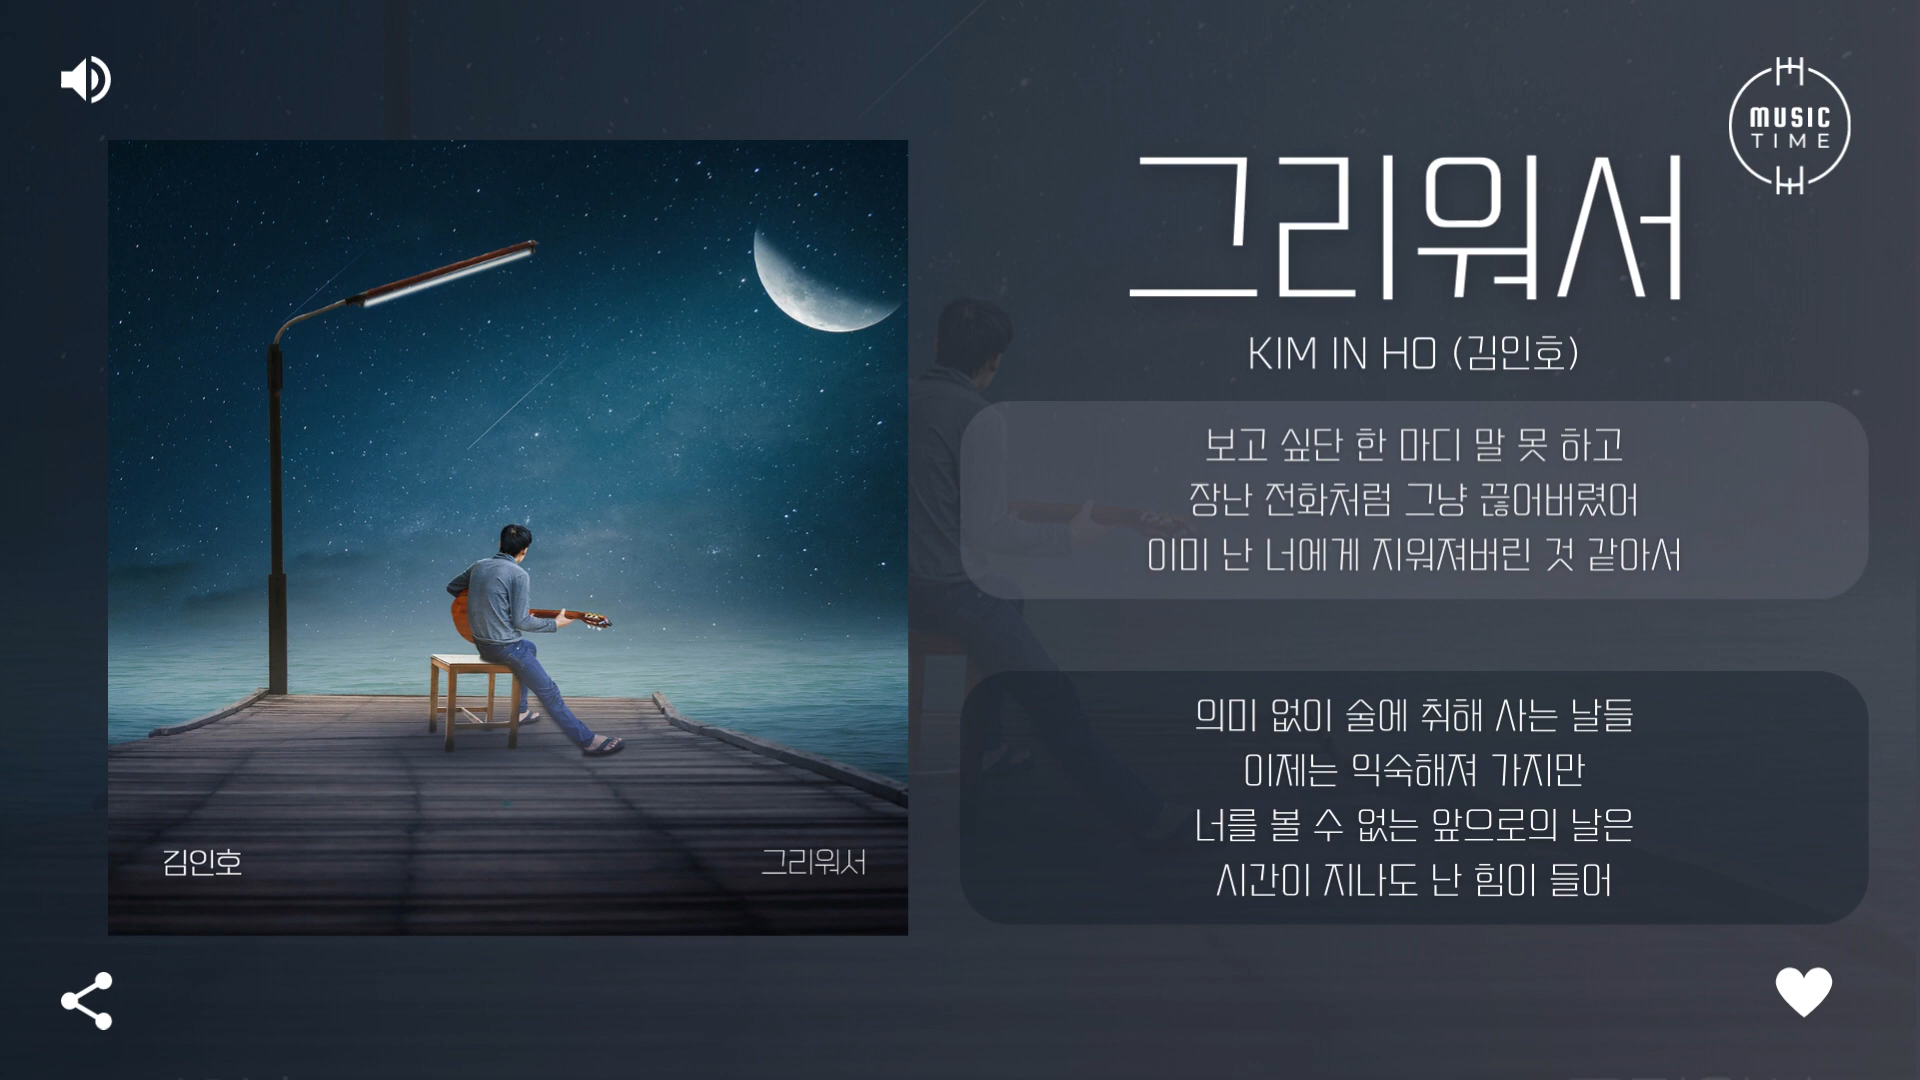 MUSIC
TIME
그리워서
KIM IN HO (김인호)
보고 싶단 한 마디 말 못 하고
장난 전화처럼 그냥 끊어버렸어
이미 난 너에게 지워져버린 것 같아서
의미 없이 술에 취해 사는 날들
이제는 익숙해져 가지만
너를 볼 수 없는 앞으로의 날은
시간이 지나도 난 힘이 들어
김인호
그리워서